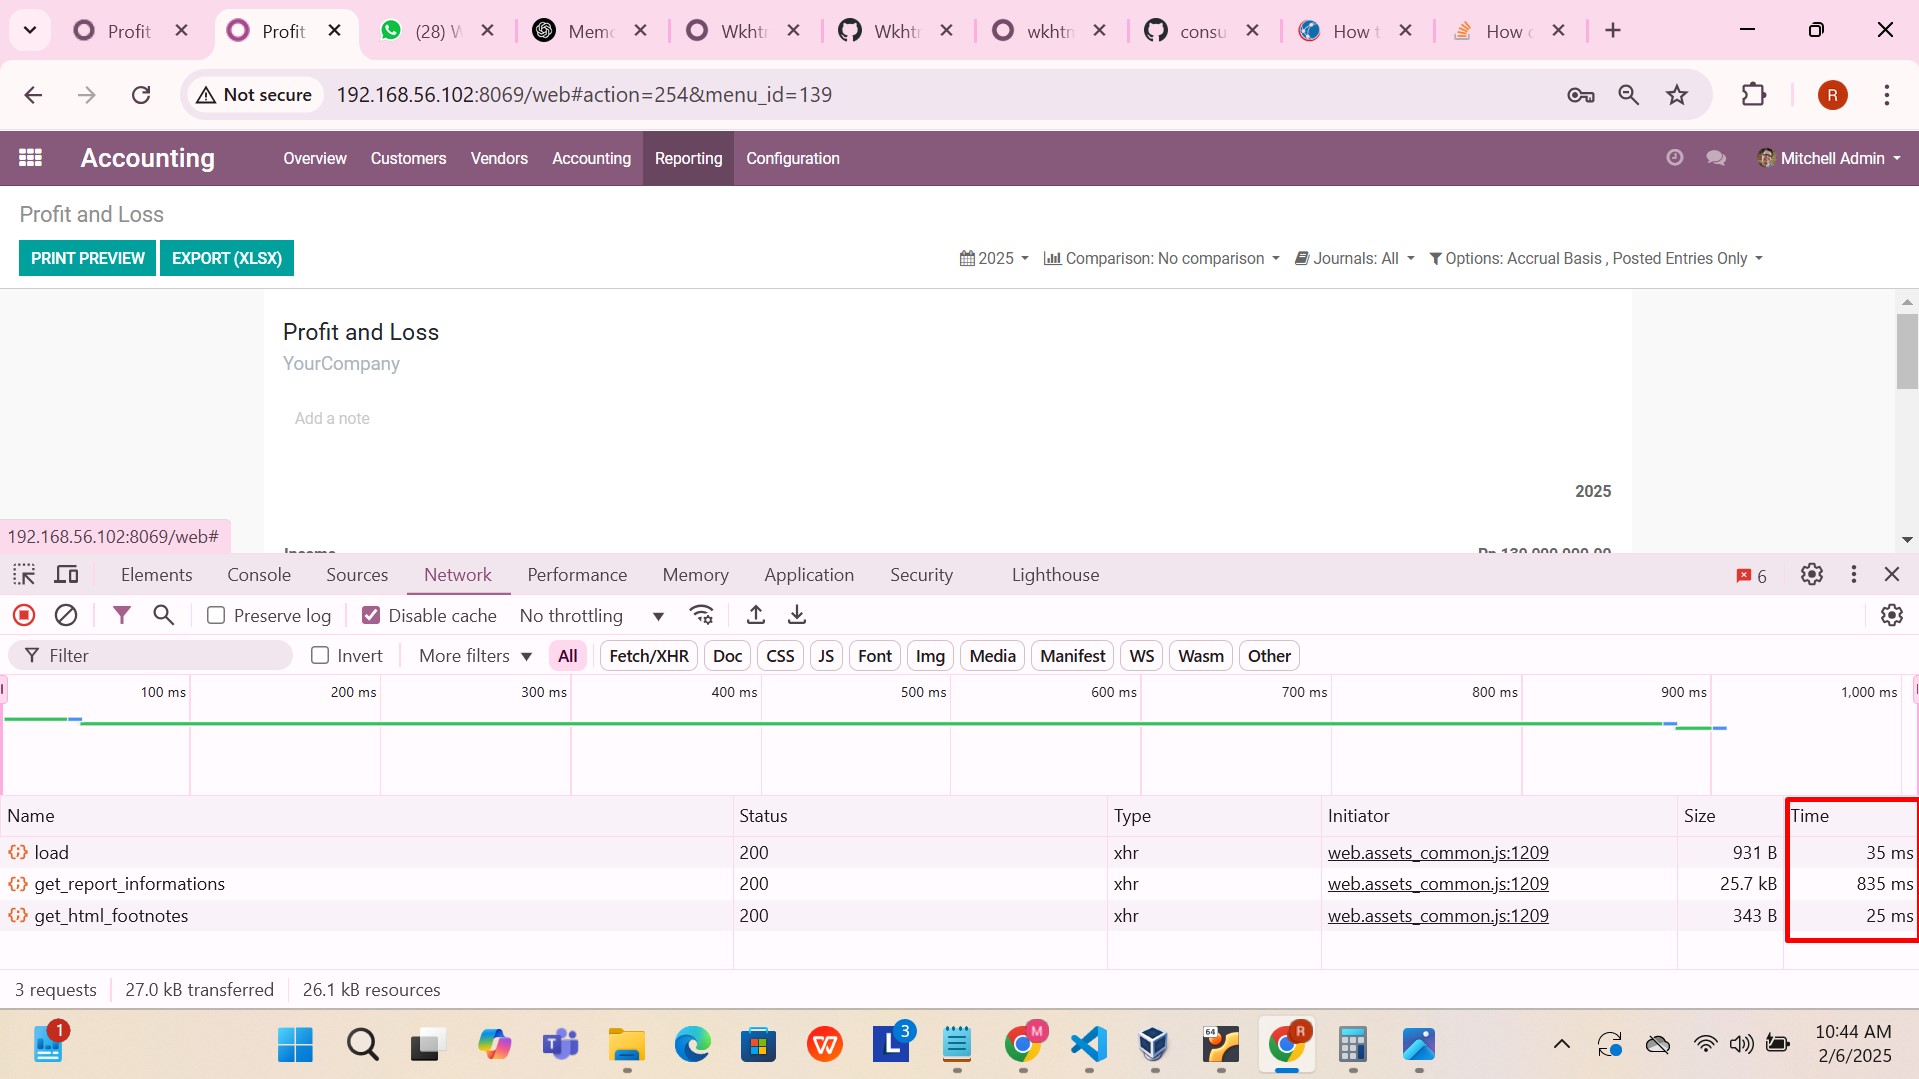 Profit
Profit
(28) W
Memo
Wkht
Wkht
wkhtm
consu
How t
How c
Not secure
192.168.56.102:8069/web#action=254&menu_id=139
R
Accounting
Overview
Customers
Vendors
Accounting
Reporting
Configuration
Mitchell Admin
Profit and Loss
PRINT PREVIEW
EXPORT (XLSX)
2025
Comparison: No comparison
Journals: All
Options: Accrual Basis , Posted Entries Only
Profit and Loss
YourCompany
Add a note
2025
192.168.56.102:8069/web#
Income
Rp 139.000.000,00
Elements
Console
Sources
Network
Performance
Memory
Application
Security
Lighthouse
6
Preserve log
Disable cache
No throttling
Filter
Invert
More filters
All
Fetch/XHR
Doc
CSS
JS
Font
Img
Media
Manifest
WS
Wasm
Other
100 ms
200 ms
300 ms
400 ms
500 ms
600 ms
700 ms
800 ms
900 ms
1,000 ms
Name Status Type Initiator Size Time
load 200 xhr web.assets_common.js:1209 931 B 35 ms
get_report_informations 200 xhr web.assets_common.js:1209 25.7 kB 835 ms
get_html_footnotes 200 xhr web.assets_common.js:1209 343 B 25 ms
3 requests
27.0 kB transferred
26.1 kB resources
1
T
W
L
3
M
64
R
10:44 AM
2/6/2025